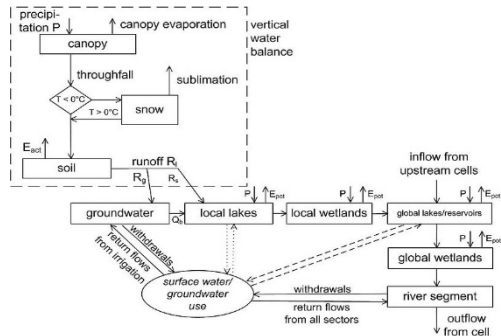 precipi-
tation P
canopy evaporation
vertical
water
balance
canopy
throughfall
sublimation
T < 0°C
snow
T > 0°C
E_act
soil
runoff R_l
R_g
R_s
inflow from
upstream cells
P
E_pot
P
E_pot
P
E_pot
groundwater
Q_b
local lakes
local wetlands
global lakes/reservoirs
P
E_pot
global wetlands
withdrawals
return flows
from irrigation
surface water/
groundwater
use
withdrawals
return flows
from all sectors
river segment
outflow
from cell